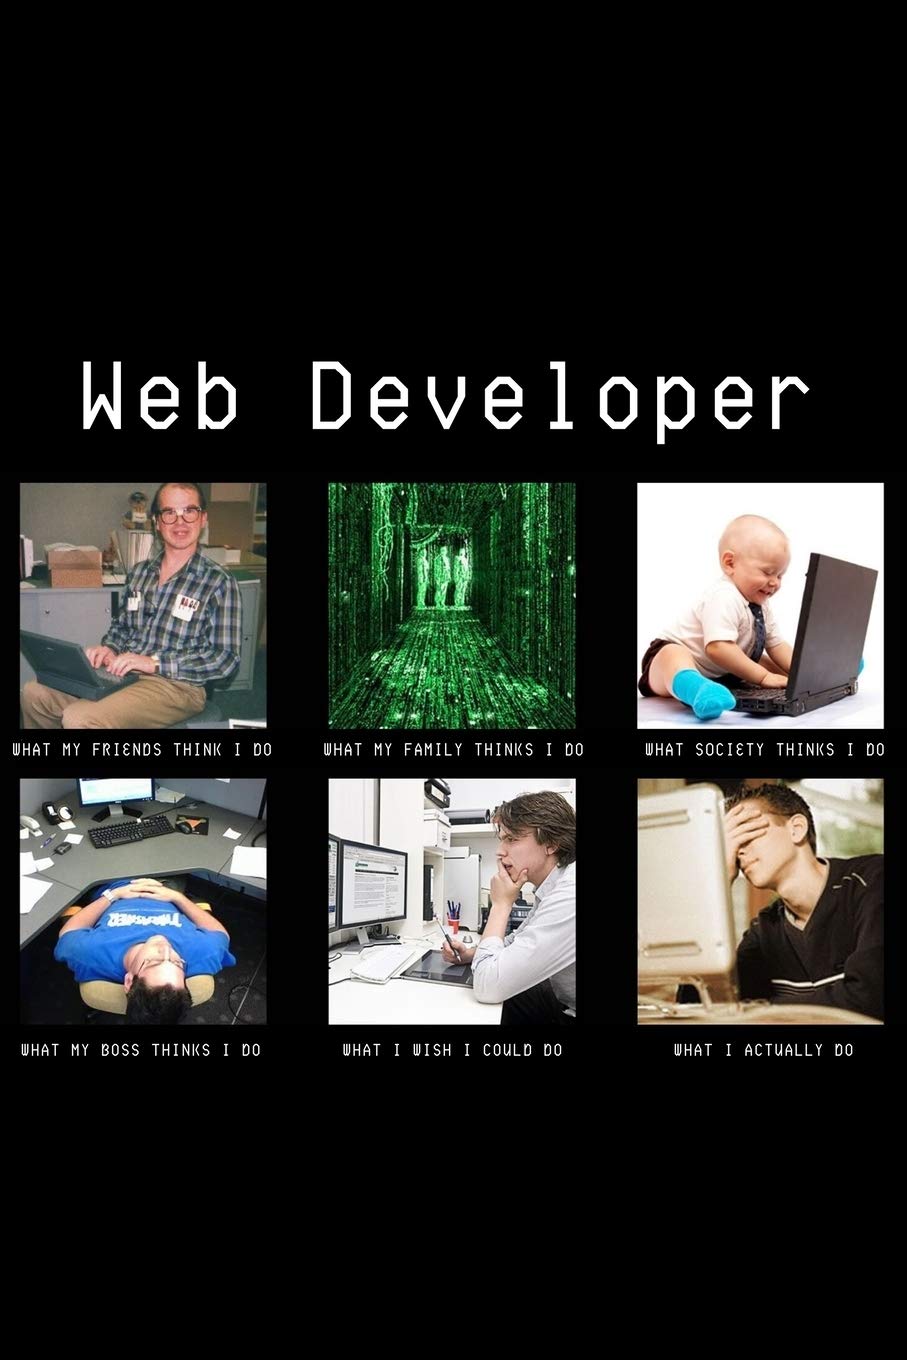 Web Developer
WHAT MY FRIENDS THINK I DO
WHAT MY FAMILY THINKS I DO
WHAT SOCIETY THINKS I DO
THRASHER
WHAT MY BOSS THINKS I DO
WHAT I WISH I COULD DO
WHAT I ACTUALLY DO